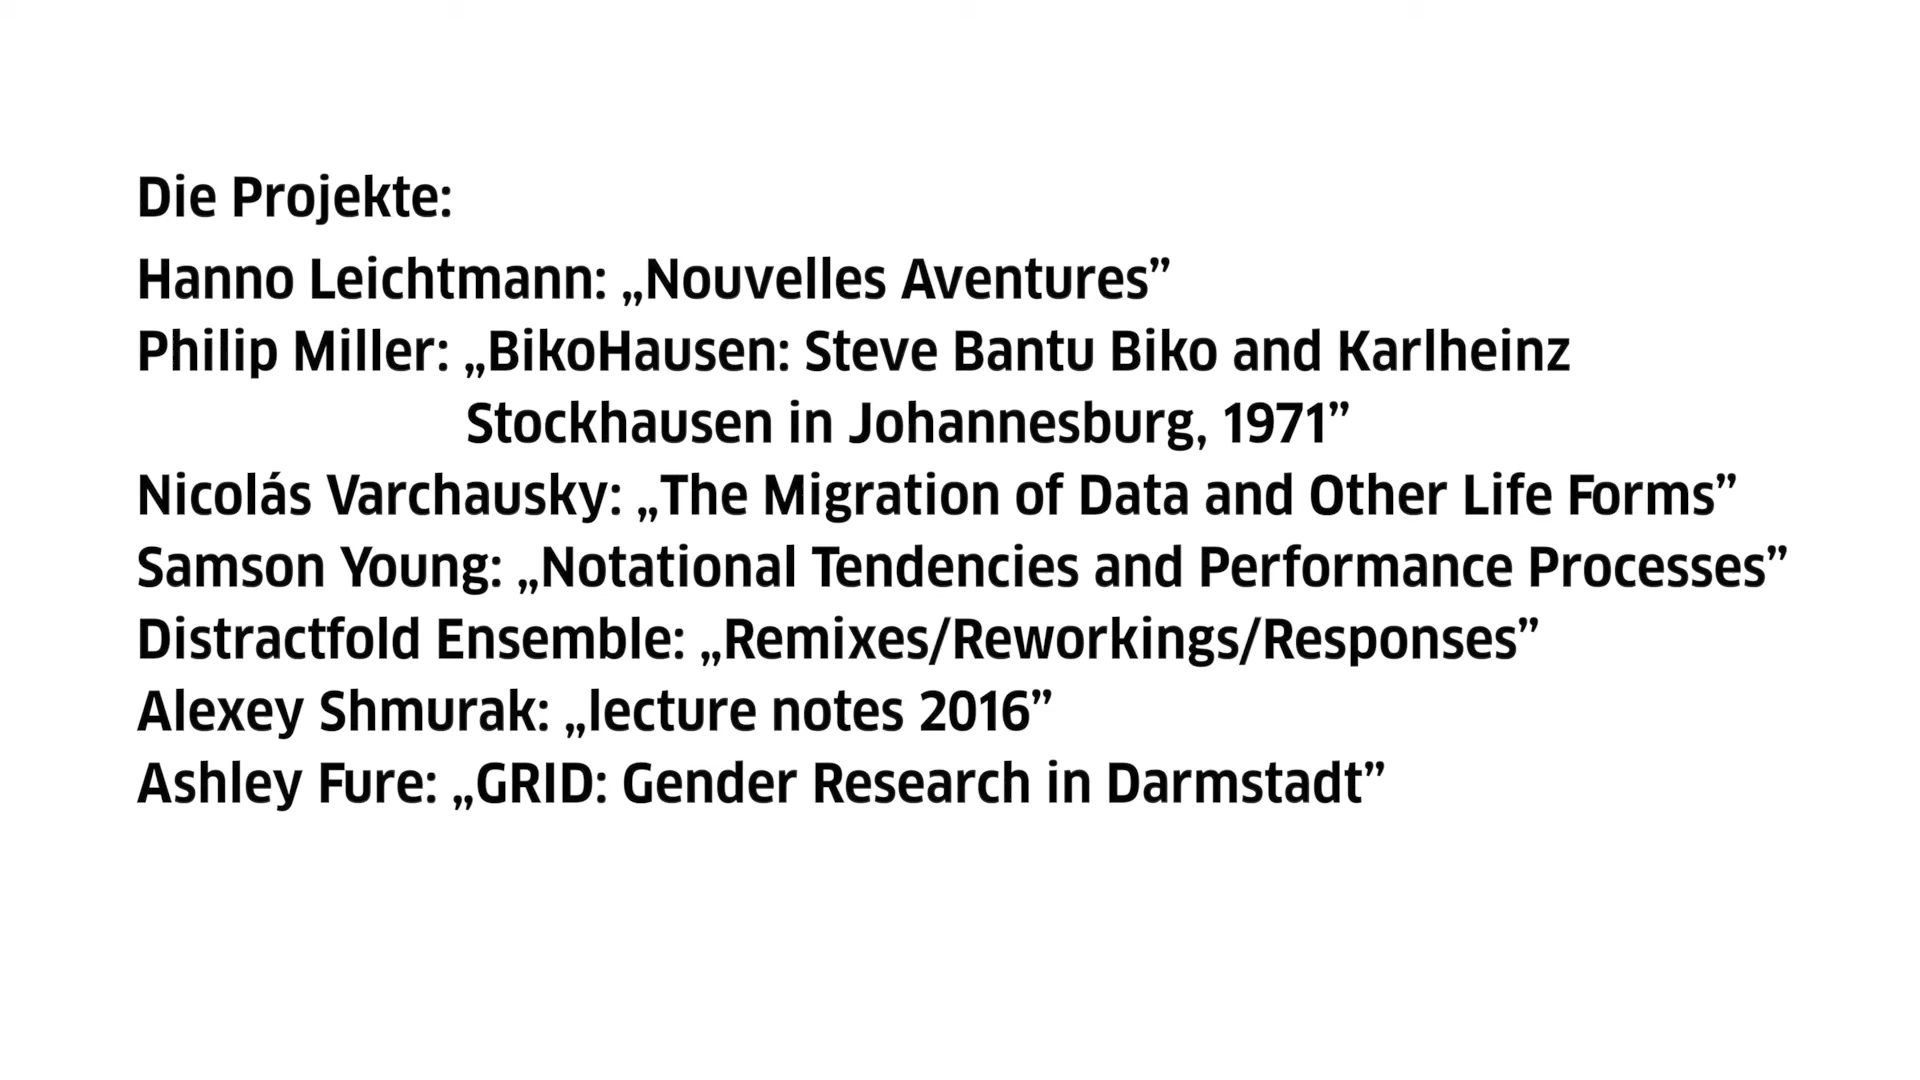 Die Projekte:
Hanno Leichtmann: „Nouvelles Aventures”
Philip Miller: „BikoHausen: Steve Bantu Biko and Karlheinz
Stockhausen in Johannesburg, 1971”
Nicolás Varchausky: „The Migration of Data and Other Life Forms”
Samson Young: „Notational Tendencies and Performance Processes”
Distractfold Ensemble: „Remixes/Reworkings/Responses”
Alexey Shmurak: „lecture notes 2016”
Ashley Fure: „GRID: Gender Research in Darmstadt”